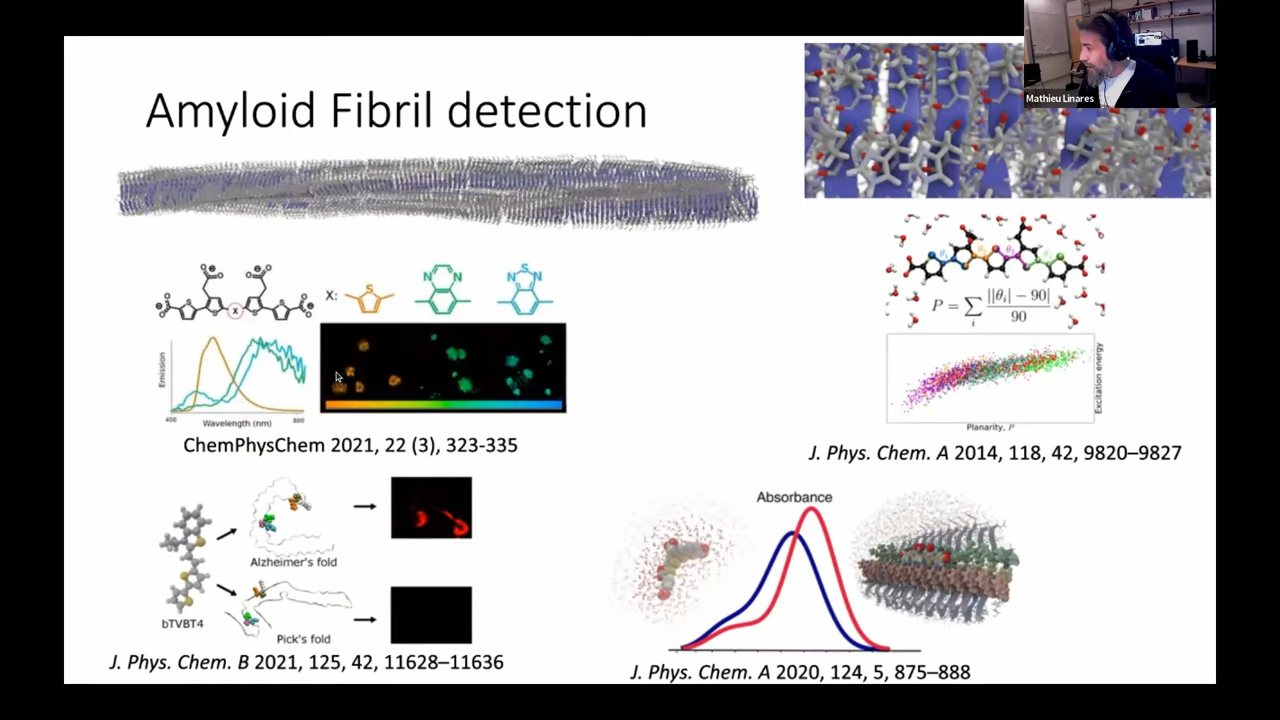 Mathieu Linares
Amyloid Fibril detection
X:
S
N N
S
N N
X
Emission
400
800
Wavelength (nm)
ChemPhysChem 2021, 22 (3), 323-335
P = ∑i ||θi| − 90| / 90
Excitation energy
Planarity, P
J. Phys. Chem. A 2014, 118, 42, 9820–9827
bTVBT4
Alzheimer's fold
Pick's fold
J. Phys. Chem. B 2021, 125, 42, 11628–11636
Absorbance
J. Phys. Chem. A 2020, 124, 5, 875–888